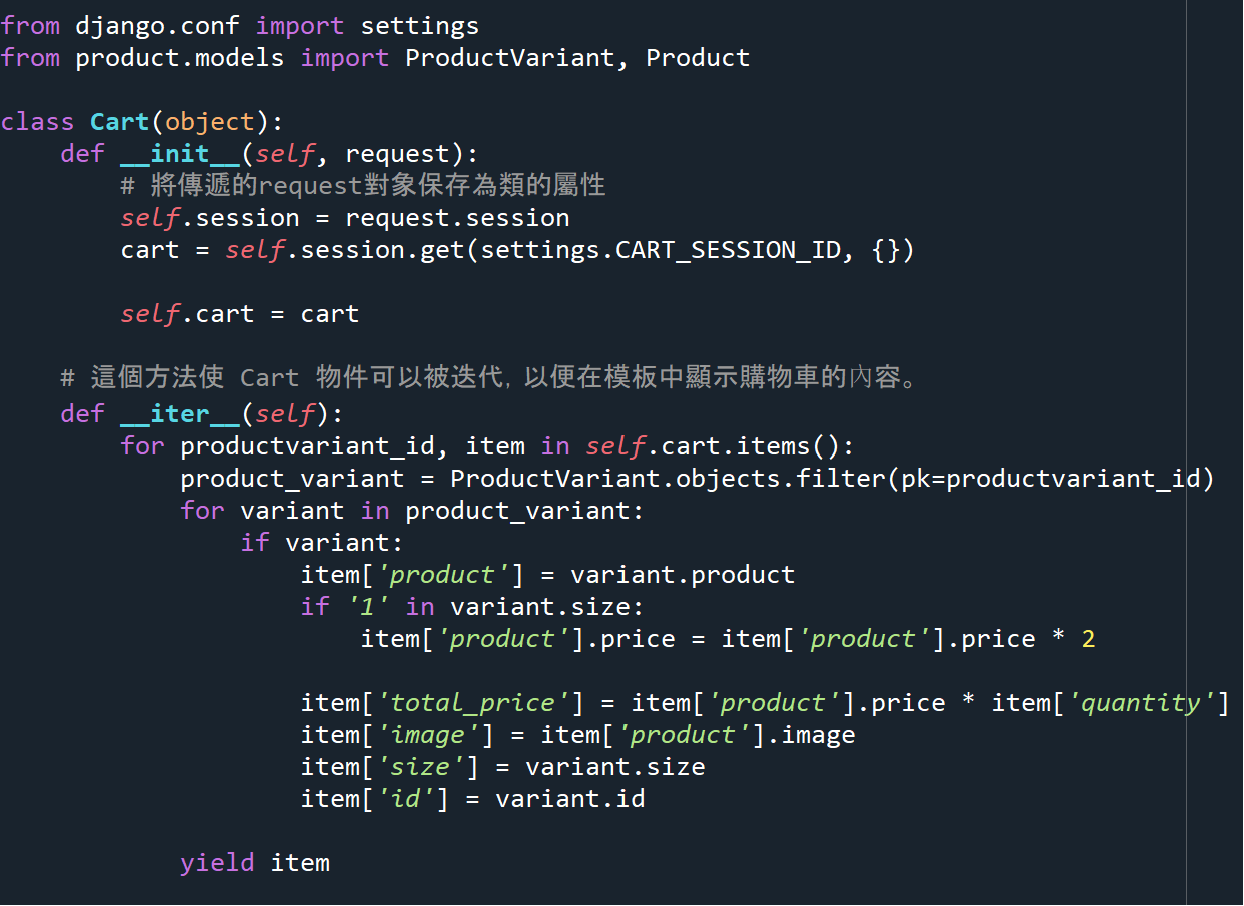 from django.conf import settings
from product.models import ProductVariant, Product
class Cart(object):
def __init__(self, request):
# 將傳遞的request對象保存為類的屬性
self.session = request.session
cart = self.session.get(settings.CART_SESSION_ID, {})
self.cart = cart
# 這個方法使 Cart 物件可以被迭代，以便在模板中顯示購物車的內容。
def __iter__(self):
for productvariant_id, item in self.cart.items():
product_variant = ProductVariant.objects.filter(pk=productvariant_id)
for variant in product_variant:
if variant:
item['product'] = variant.product
if '1' in variant.size:
item['product'].price = item['product'].price * 2
item['total_price'] = item['product'].price * item['quantity']
item['image'] = item['product'].image
item['size'] = variant.size
item['id'] = variant.id
yield item